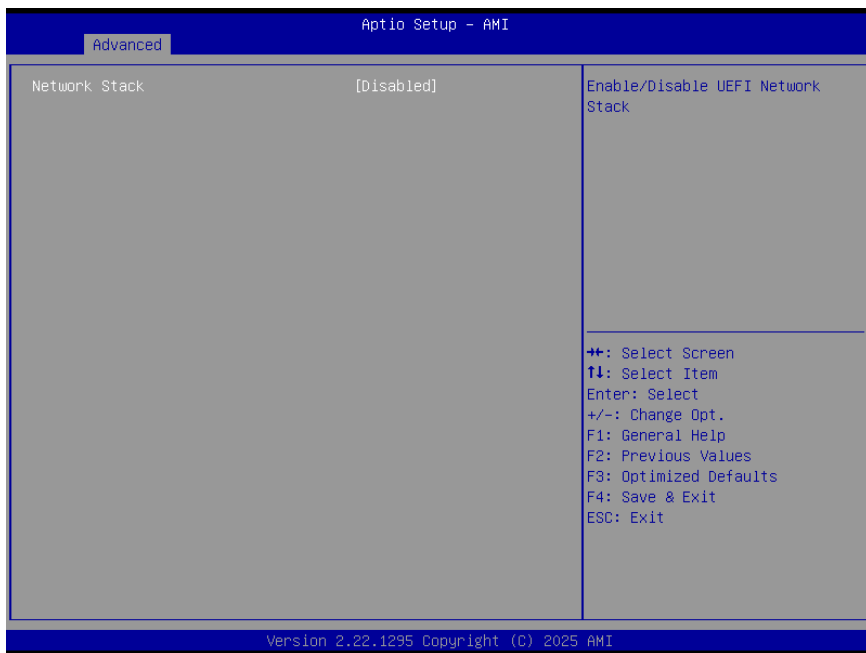 Aptio Setup – AMI
Advanced
Network Stack [Disabled]
Enable/Disable UEFI Network
Stack
→←: Select Screen
↑↓: Select Item
Enter: Select
+/-: Change Opt.
F1: General Help
F2: Previous Values
F3: Optimized Defaults
F4: Save & Exit
ESC: Exit
Version 2.22.1295 Copyright (C) 2025 AMI